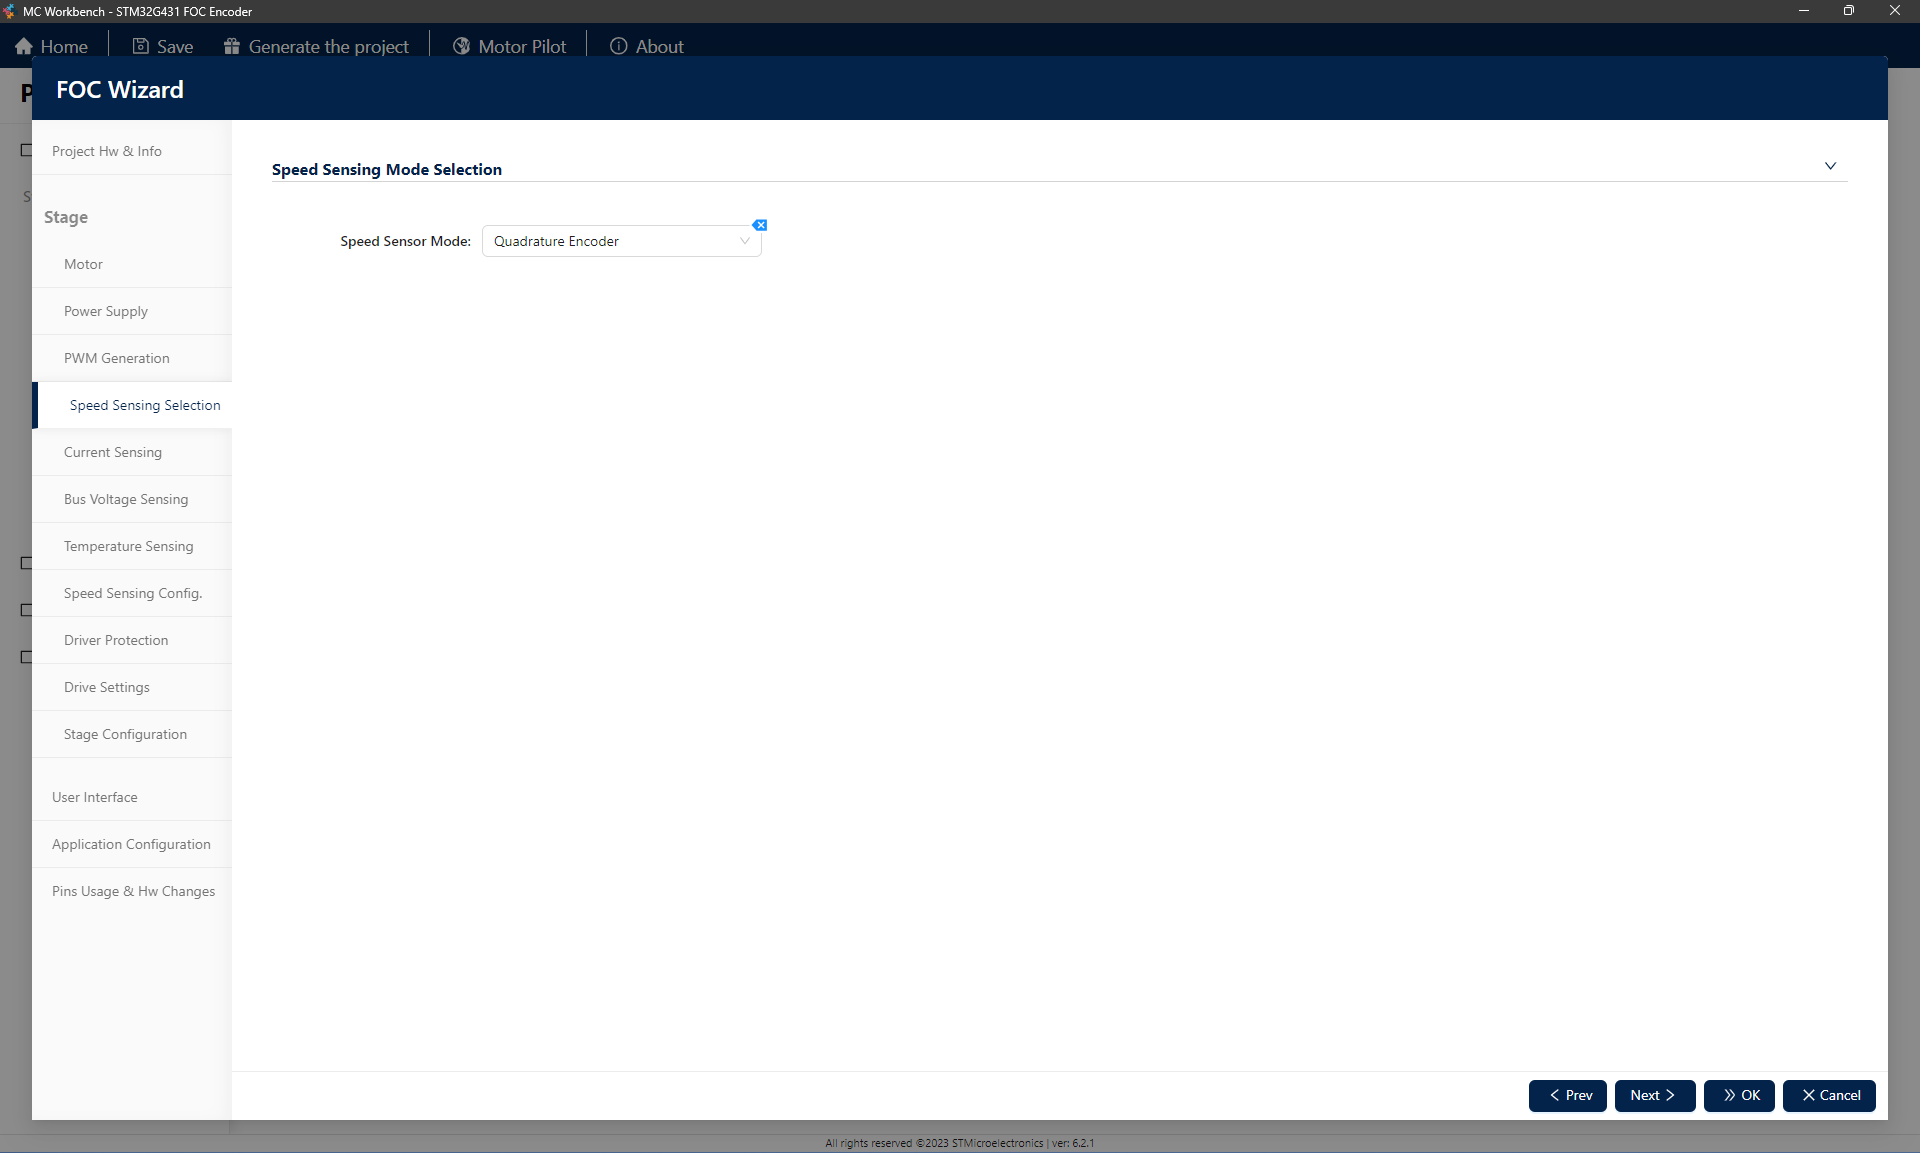 MC Workbench - STM32G431 FOC Encoder
Home
Save
Generate the project
Motor Pilot
About
FOC Wizard
Project Hw & Info
Stage
Motor
Power Supply
PWM Generation
Speed Sensing Selection
Current Sensing
Bus Voltage Sensing
Temperature Sensing
Speed Sensing Config.
Driver Protection
Drive Settings
Stage Configuration
User Interface
Application Configuration
Pins Usage & Hw Changes
Speed Sensing Mode Selection
Speed Sensor Mode: Quadrature Encoder
Prev
Next
OK
Cancel
All rights reserved ©2023 STMicroelectronics | ver: 6.2.1